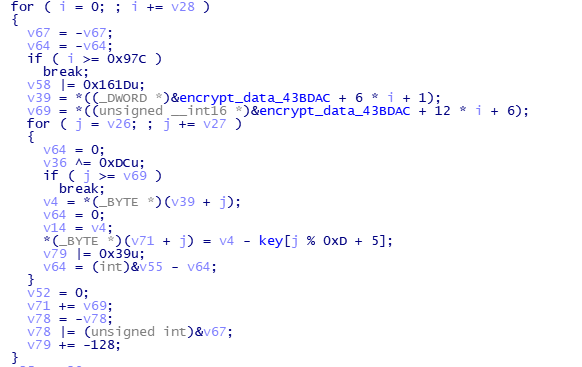 for ( i = 0; ; i += v28 )
{
v67 = -v67;
v64 = -v64;
if ( i >= 0x97C )
break;
v58 |= 0x161Du;
v39 = *((_DWORD *)&encrypt_data_43BDAC + 6 * i + 1);
v69 = *((unsigned __int16 *)&encrypt_data_43BDAC + 12 * i + 6);
for ( j = v26; ; j += v27 )
{
v64 = 0;
v36 ^= 0xDCu;
if ( j >= v69 )
break;
v4 = *(_BYTE *)(v39 + j);
v64 = 0;
v14 = v4;
*(_BYTE *)(v71 + j) = v4 - key[j % 0xD + 5];
v79 |= 0x39u;
v64 = (int)&v55 - v64;
}
v52 = 0;
v71 += v69;
v78 = -v78;
v78 |= (unsigned int)&v67;
v79 += -128;
}